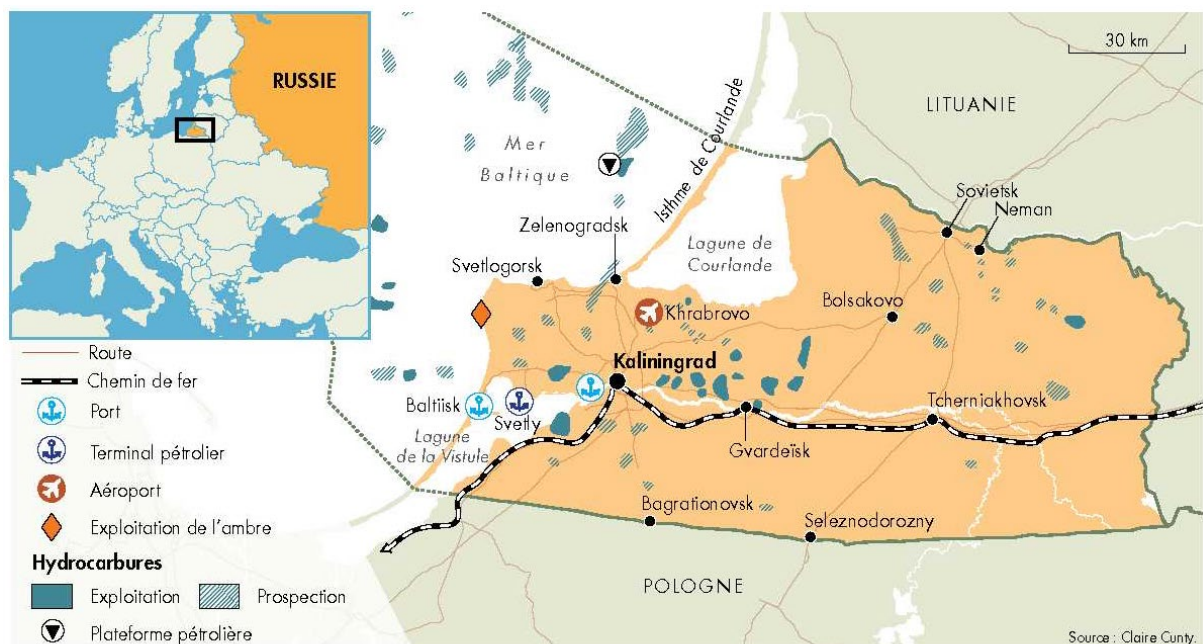 RUSSIE
30 km
LITUANIE
Mer
Baltique
Isthme de Courlande
Sovietsk
Neman
Zelenogradsk
Lagune de
Courlande
Svetlogorsk
Bolsakovo
Khrabrovo
Kaliningrad
Baltiisk
Svetly
Tcherniakhovsk
Lagune
de la Vistule
Gvardeïsk
Bagrationovsk
Seleznodorozny
POLOGNE
Route
Chemin de fer
Port
Terminal pétrolier
Aéroport
Exploitation de l'ambre
Hydrocarbures
Exploitation
Prospection
Plateforme pétrolière
Source : Claire Cunty.